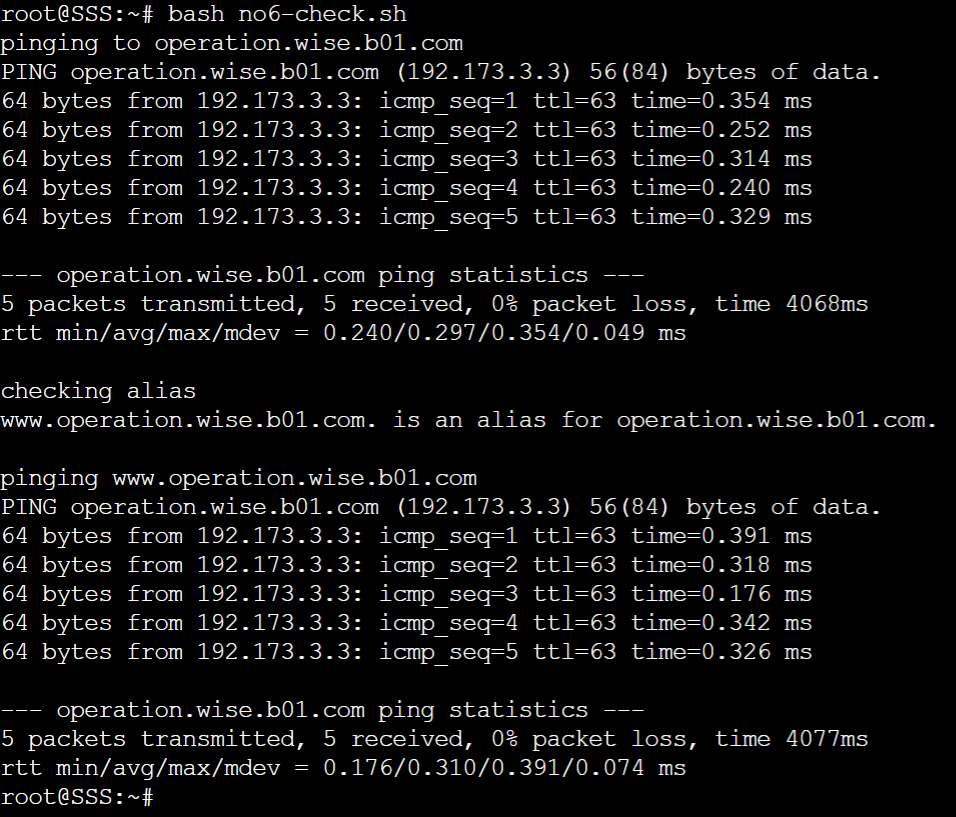 root@SSS:~# bash no6-check.sh
pinging to operation.wise.b01.com
PING operation.wise.b01.com (192.173.3.3) 56(84) bytes of data.
64 bytes from 192.173.3.3: icmp_seq=1 ttl=63 time=0.354 ms
64 bytes from 192.173.3.3: icmp_seq=2 ttl=63 time=0.252 ms
64 bytes from 192.173.3.3: icmp_seq=3 ttl=63 time=0.314 ms
64 bytes from 192.173.3.3: icmp_seq=4 ttl=63 time=0.240 ms
64 bytes from 192.173.3.3: icmp_seq=5 ttl=63 time=0.329 ms
--- operation.wise.b01.com ping statistics ---
5 packets transmitted, 5 received, 0% packet loss, time 4068ms
rtt min/avg/max/mdev = 0.240/0.297/0.354/0.049 ms
checking alias
www.operation.wise.b01.com. is an alias for operation.wise.b01.com.
pinging www.operation.wise.b01.com
PING operation.wise.b01.com (192.173.3.3) 56(84) bytes of data.
64 bytes from 192.173.3.3: icmp_seq=1 ttl=63 time=0.391 ms
64 bytes from 192.173.3.3: icmp_seq=2 ttl=63 time=0.318 ms
64 bytes from 192.173.3.3: icmp_seq=3 ttl=63 time=0.176 ms
64 bytes from 192.173.3.3: icmp_seq=4 ttl=63 time=0.342 ms
64 bytes from 192.173.3.3: icmp_seq=5 ttl=63 time=0.326 ms
--- operation.wise.b01.com ping statistics ---
5 packets transmitted, 5 received, 0% packet loss, time 4077ms
rtt min/avg/max/mdev = 0.176/0.310/0.391/0.074 ms
root@SSS:~#